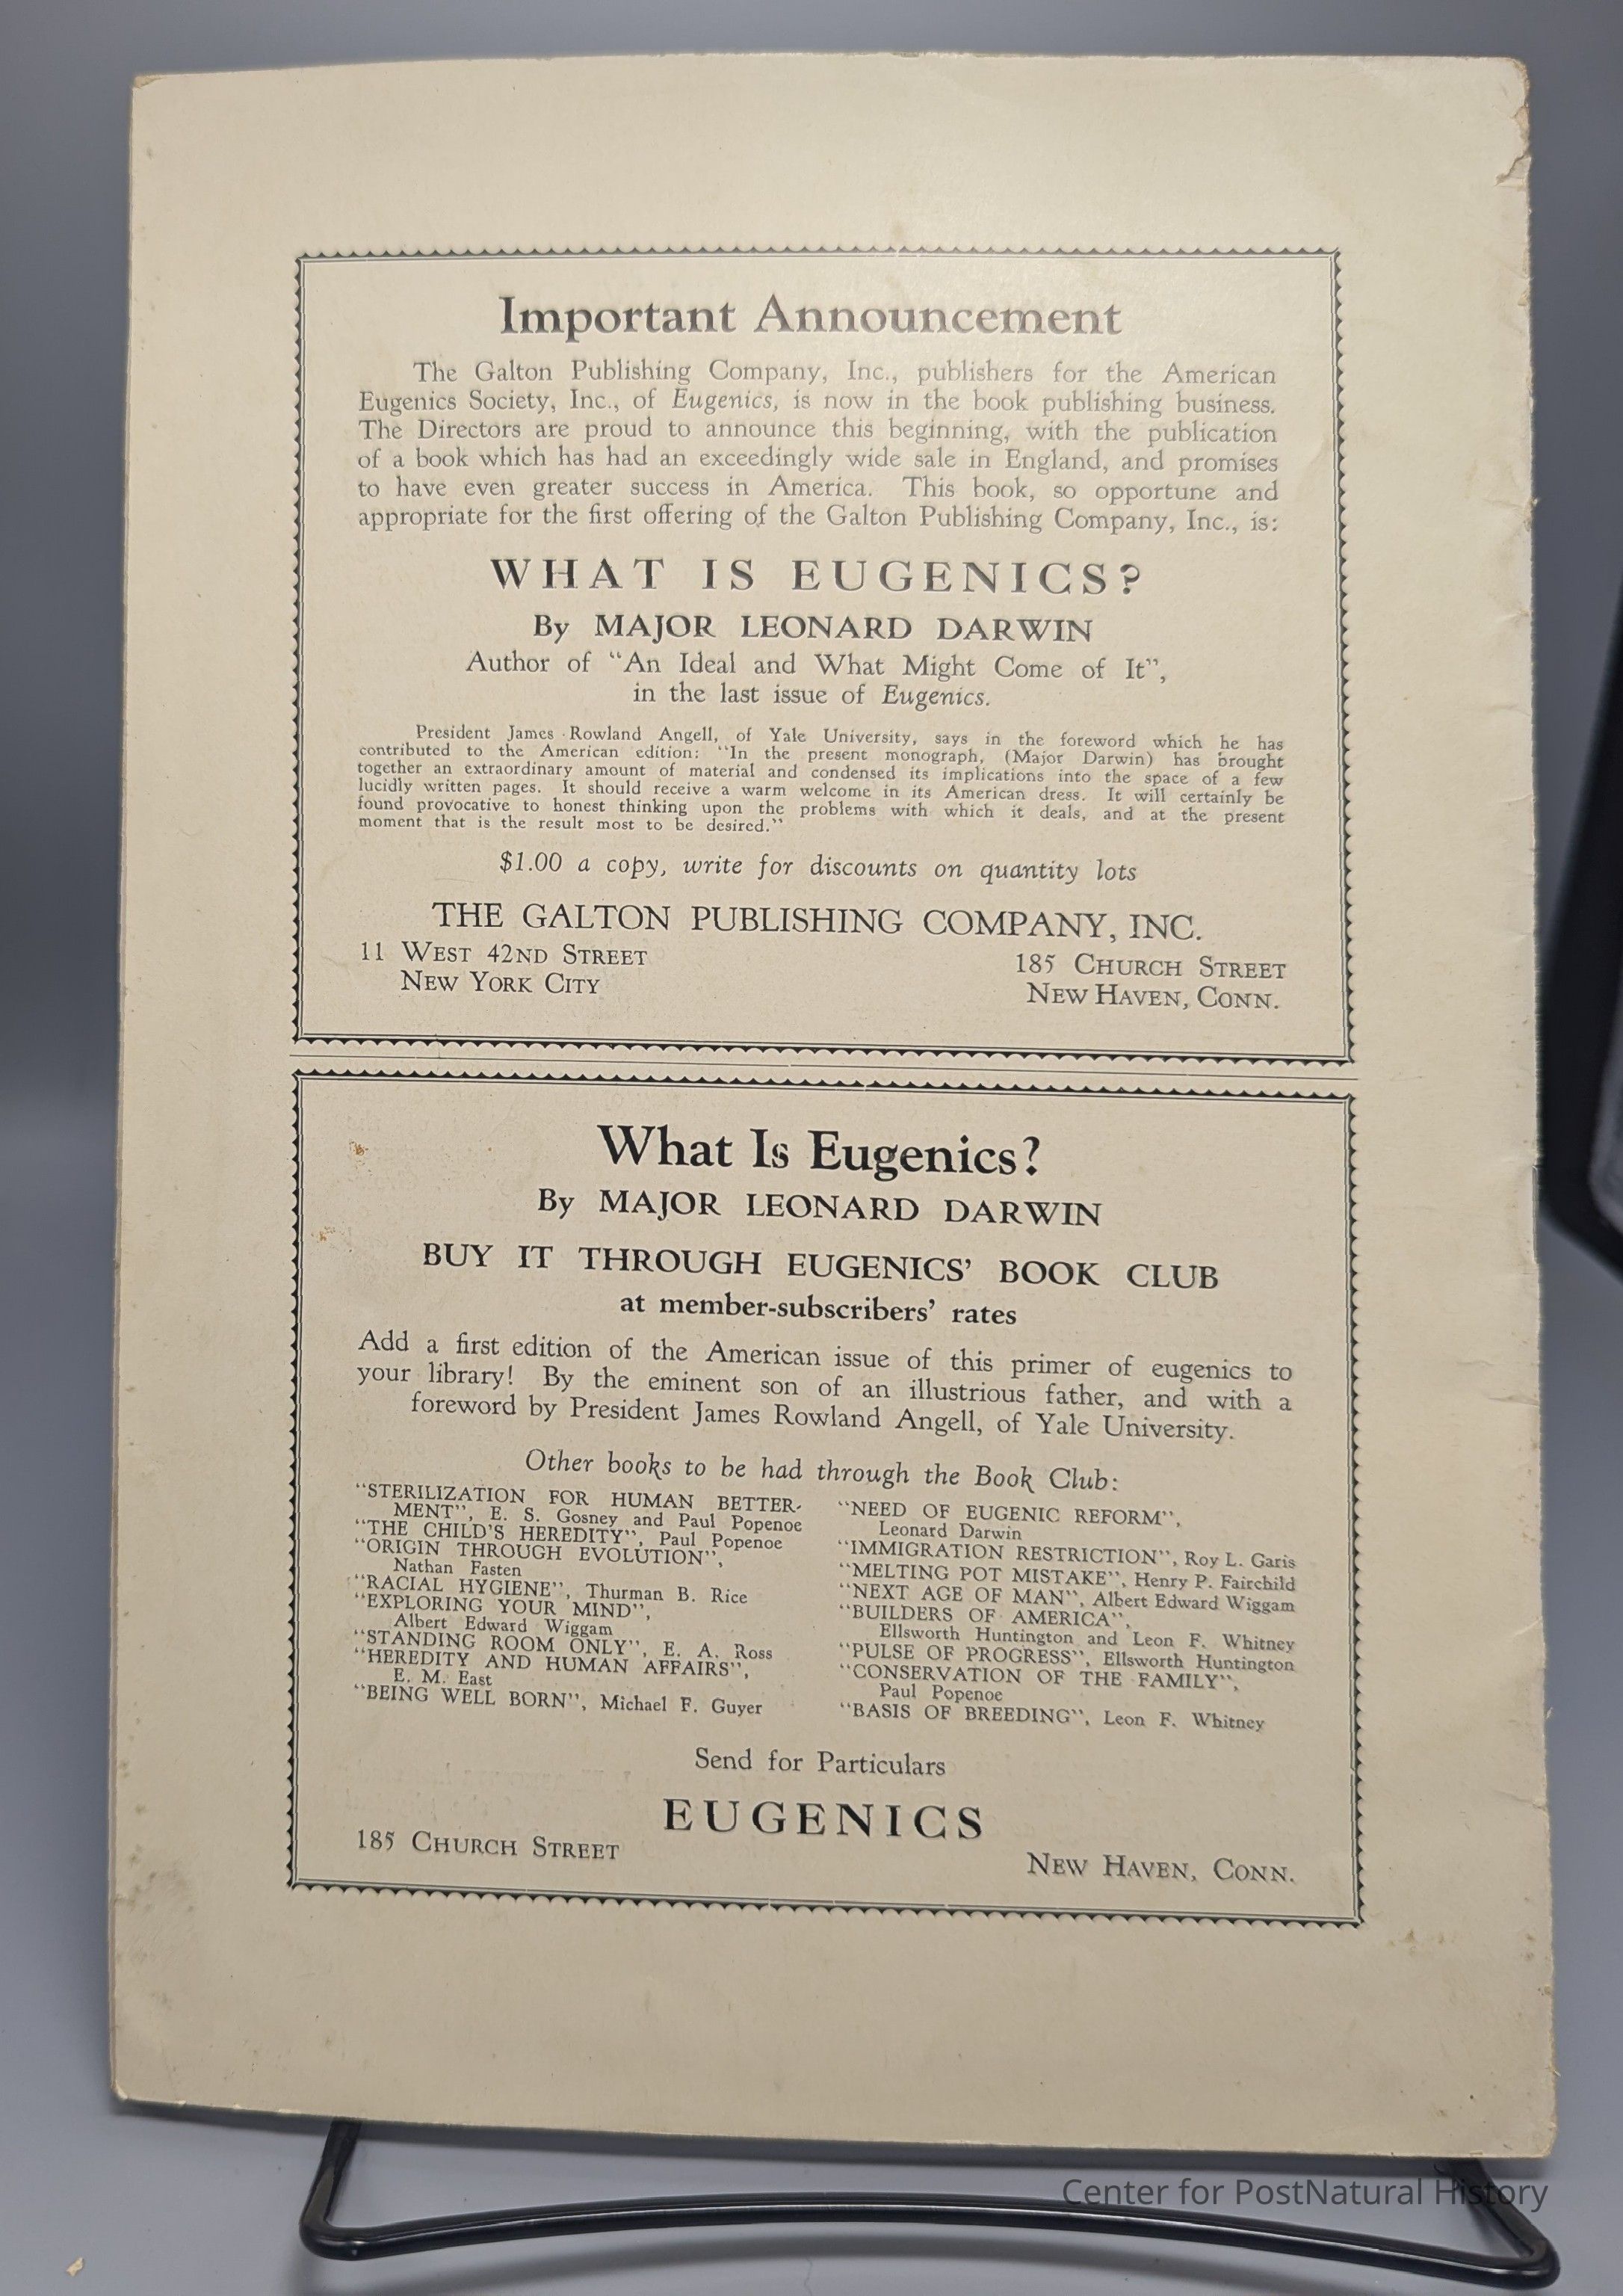 Important Announcement
The Galton Publishing Company, Inc., publishers for the American
Eugenics Society, Inc., of Eugenics, is now in the book publishing business.
The Directors are proud to announce this beginning, with the publication
of a book which has had an exceedingly wide sale in England, and promises
to have even greater success in America. This book, so opportune and
appropriate for the first offering of the Galton Publishing Company, Inc., is:
WHAT IS EUGENICS?
By MAJOR LEONARD DARWIN
Author of "An Ideal and What Might Come of It",
in the last issue of Eugenics.
President James Rowland Angell, of Yale University, says in the foreword which he has
contributed to the American edition: "In the present monograph, (Major Darwin) has brought
together an extraordinary amount of material and condensed its implications into the space of a few
lucidly written pages. It should receive a warm welcome in its American dress. It will certainly be
found provocative to honest thinking upon the problems with which it deals, and at the present
moment that is the result most to be desired."
$1.00 a copy, write for discounts on quantity lots
THE GALTON PUBLISHING COMPANY, INC.
11 WEST 42ND STREET
NEW YORK CITY
185 CHURCH STREET
NEW HAVEN, CONN.
What Is Eugenics?
By MAJOR LEONARD DARWIN
BUY IT THROUGH EUGENICS' BOOK CLUB
at member-subscribers' rates
Add a first edition of the American issue of this primer of eugenics to
your library! By the eminent son of an illustrious father, and with a
foreword by President James Rowland Angell, of Yale University.
Other books to be had through the Book Club:
"STERILIZATION FOR HUMAN BETTER-
MENT", E. S. Gosney and Paul Popenoe
"THE CHILD'S HEREDITY", Paul Popenoe
"ORIGIN THROUGH EVOLUTION",
Nathan Fasten
"RACIAL HYGIENE", Thurman B. Rice
"EXPLORING YOUR MIND",
Albert Edward Wiggam
"STANDING ROOM ONLY", E. A. Ross
"HEREDITY AND HUMAN AFFAIRS",
E. M. East
"BEING WELL BORN", Michael F. Guyer
"NEED OF EUGENIC REFORM",
Leonard Darwin
"IMMIGRATION RESTRICTION", Roy L. Garis
"MELTING POT MISTAKE", Henry P. Fairchild
"NEXT AGE OF MAN", Albert Edward Wiggam
"BUILDERS OF AMERICA",
Ellsworth Huntington and Leon F. Whitney
"PULSE OF PROGRESS", Ellsworth Huntington
"CONSERVATION OF THE FAMILY",
Paul Popenoe
"BASIS OF BREEDING", Leon F. Whitney
Send for Particulars
EUGENICS
185 CHURCH STREET
NEW HAVEN, CONN.
Center for PostNatural History